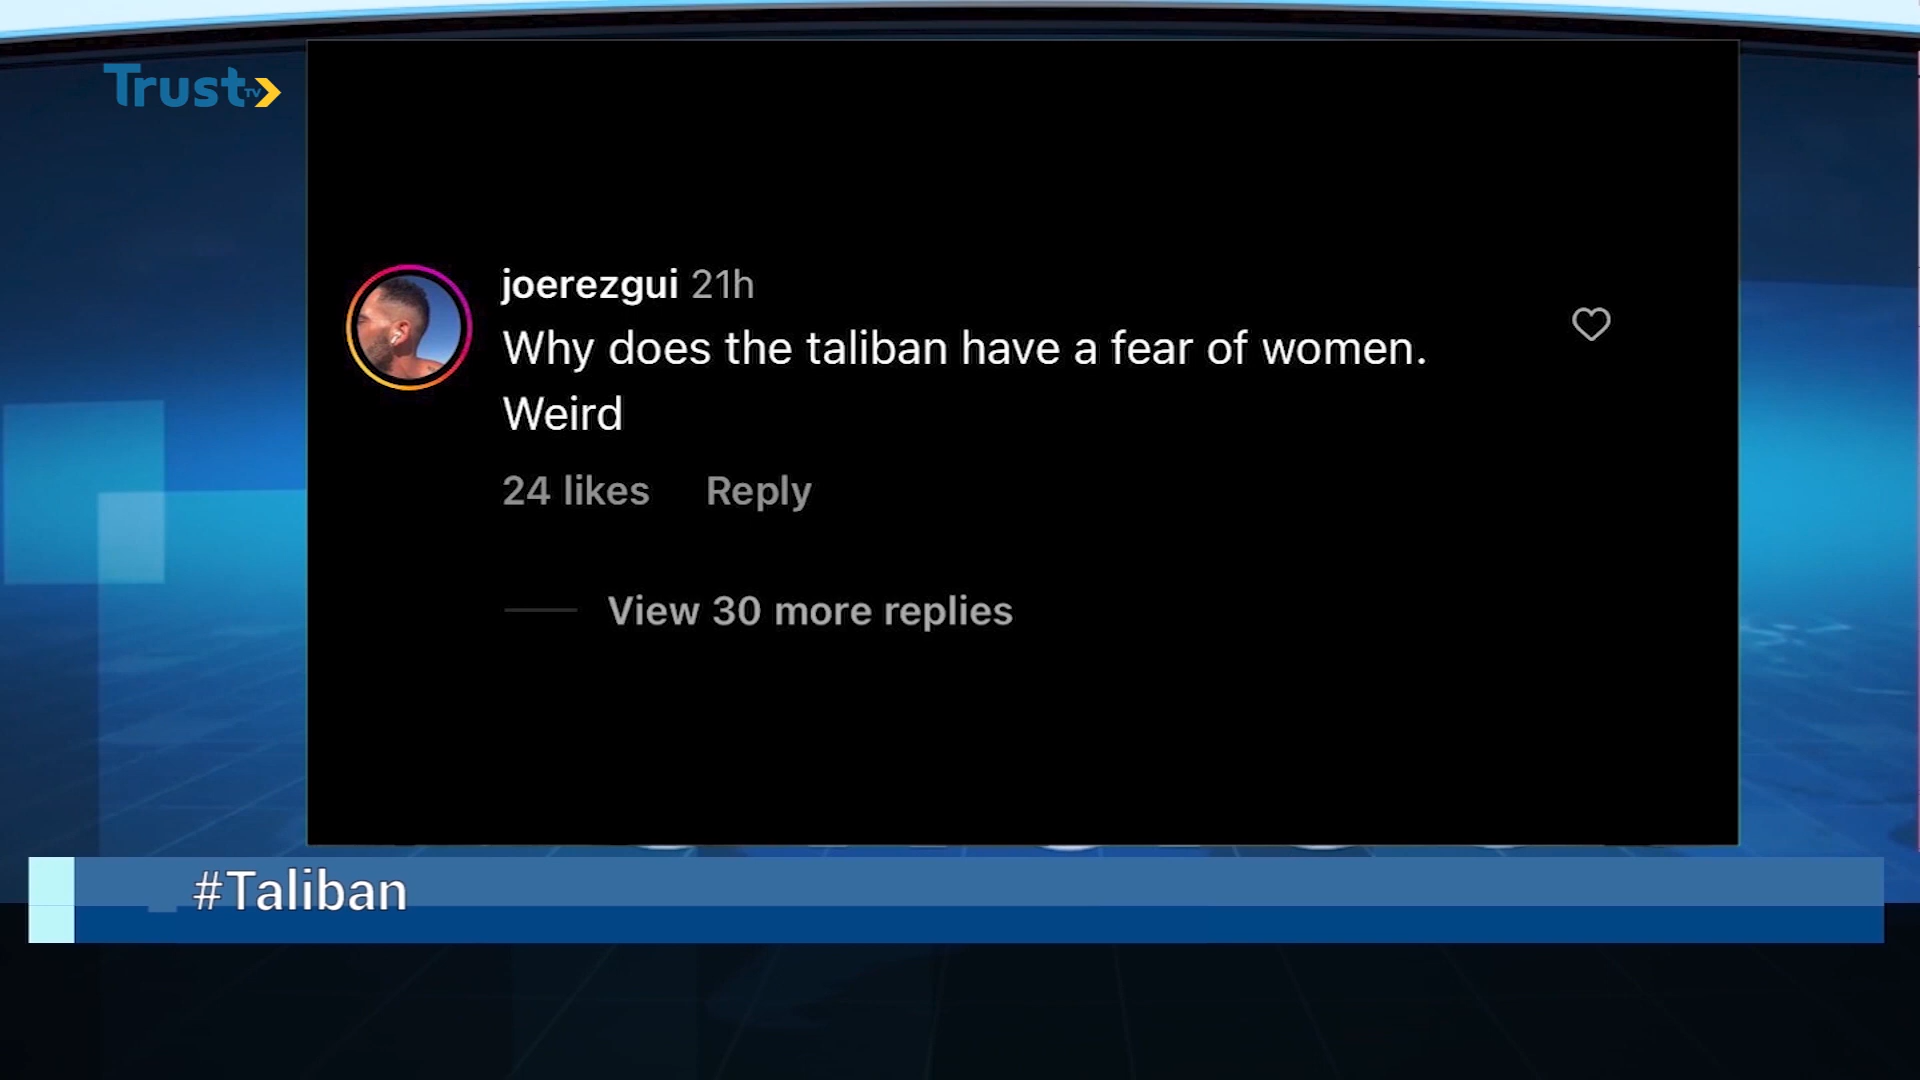 Trust TV
joerezgui 21h
Why does the taliban have a fear of women.
Weird
24 likes Reply
View 30 more replies
#Taliban